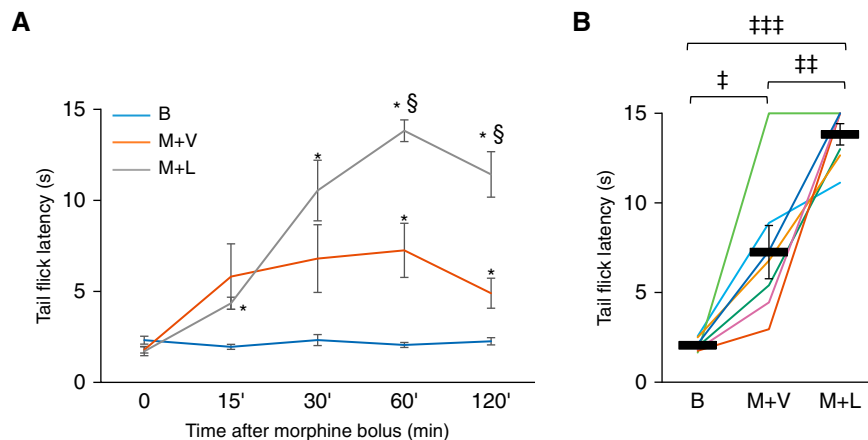 A
Tail flick latency (s)
15
10
5
0
B
M+V
M+L
*
*
* §
* §
*
*
0 15' 30' 60' 120'
Time after morphine bolus (min)
B
‡‡‡
‡ ‡‡
Tail flick latency (s)
15
10
5
0
B M+V M+L